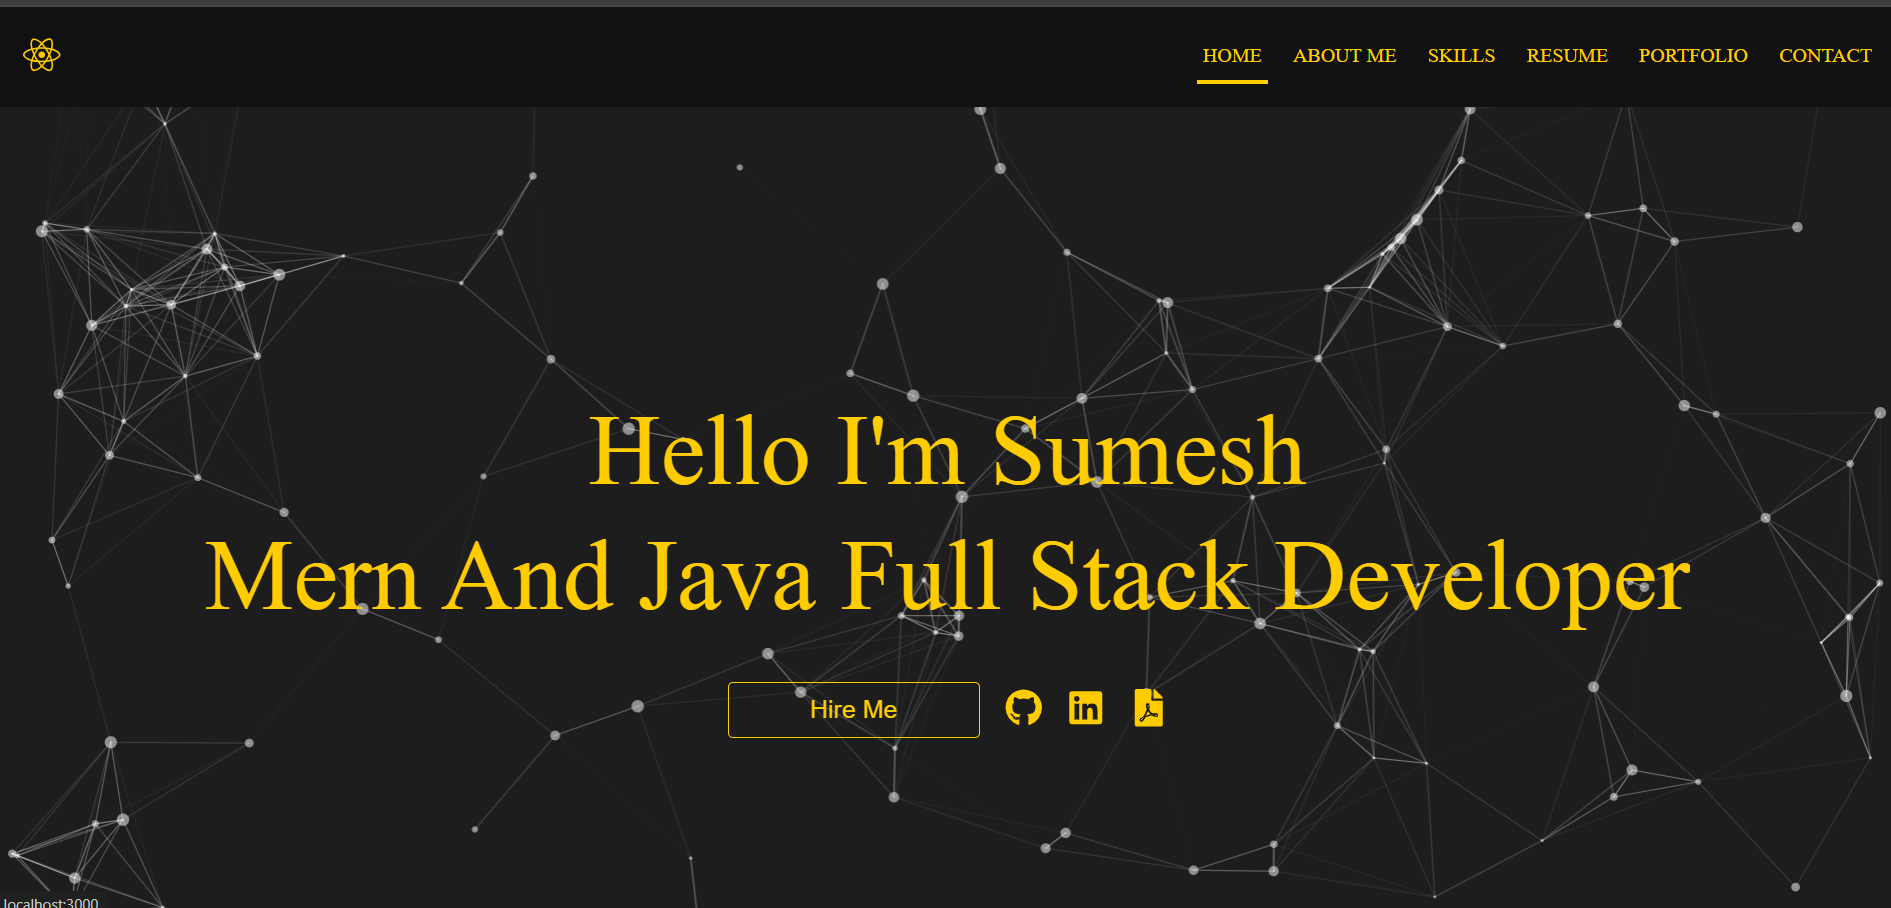 HOME ABOUT ME SKILLS RESUME PORTFOLIO CONTACT
Hello I'm Sumesh
Mern And Java Full Stack Developer
Hire Me
localhost:3000